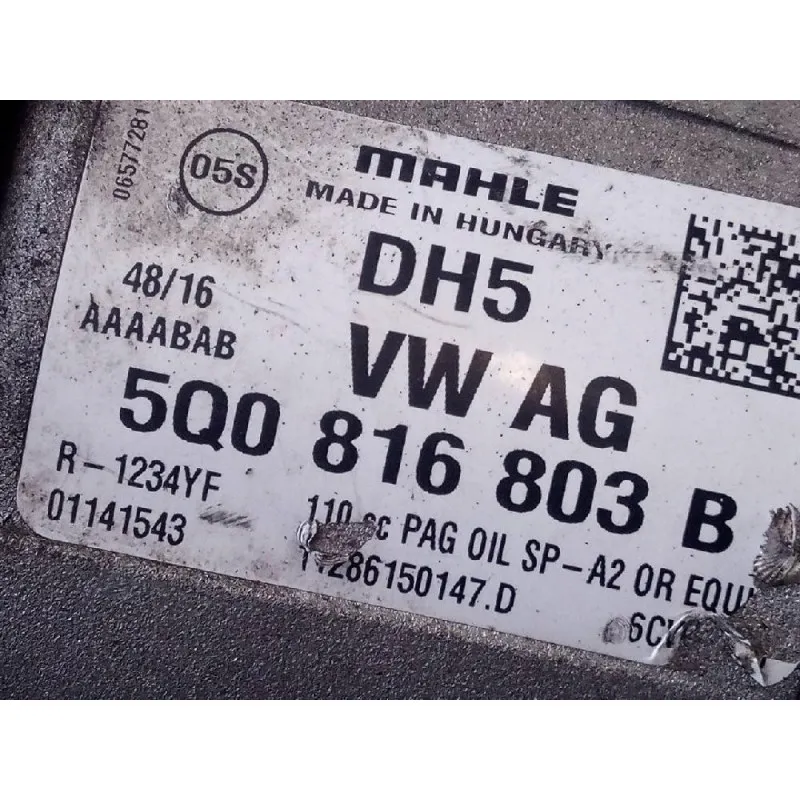 06577281
05S
MAHLE
MADE IN HUNGARY
DH5
48/16
AAAABAB
VW AG
5Q0 816 803 B
R-1234YF
01141543
110 cc PAG OIL SP-A2 OR